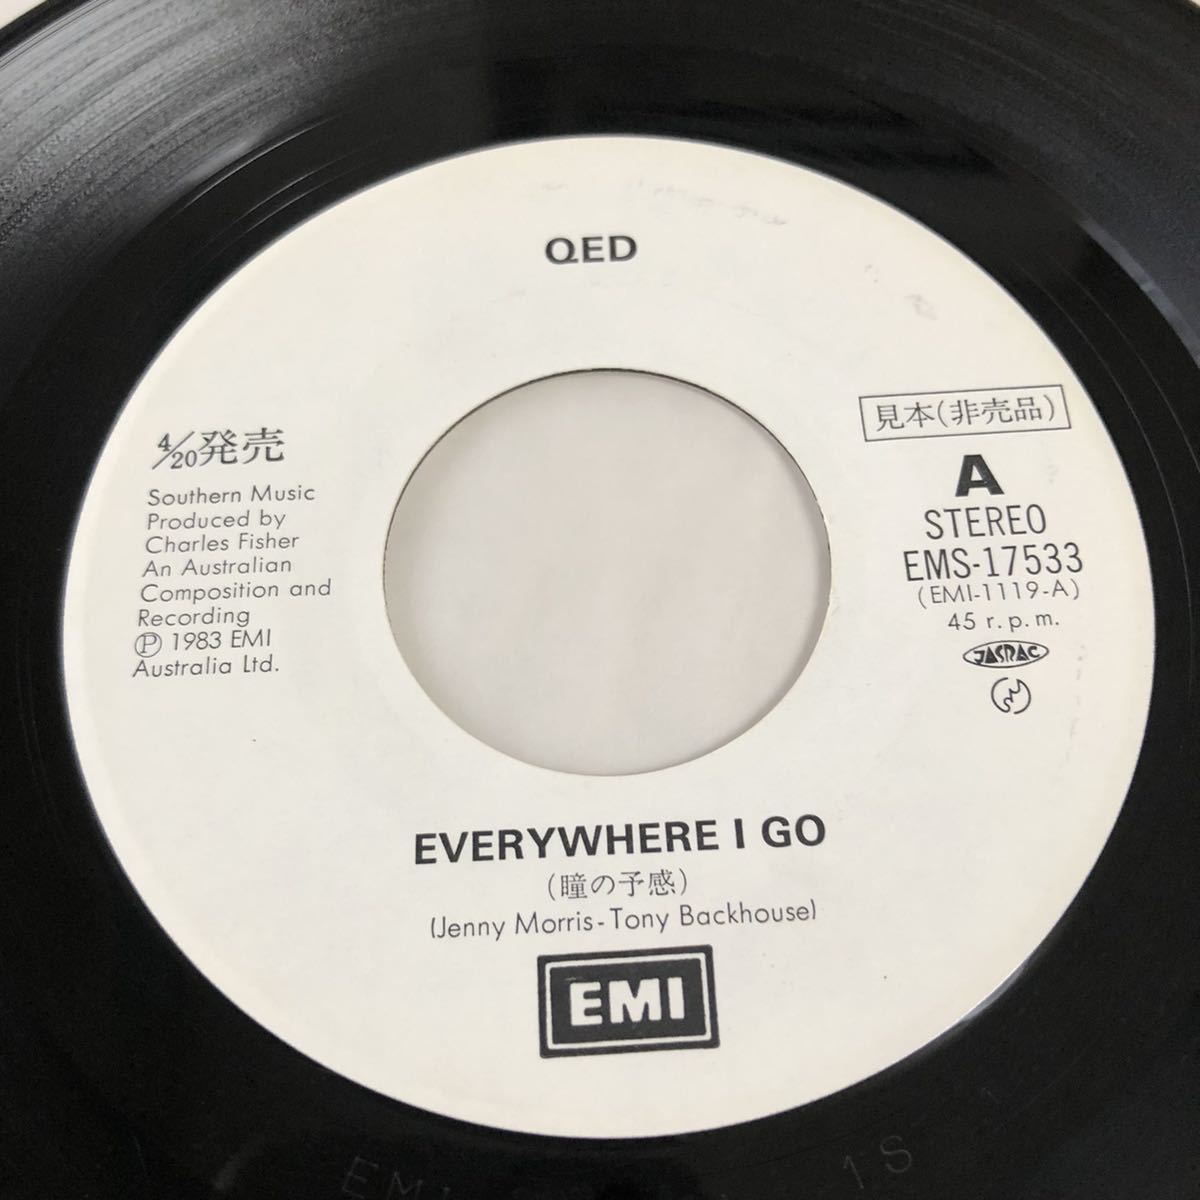 QED
4/20発売
Southern Music
Produced by
Charles Fisher
An Australian
Composition and
Recording
Ⓟ 1983 EMI
Australia Ltd.
見本(非売品)
A
STEREO
EMS-17533
(EMI-1119-A)
45 r.p.m.
JASRAC
EVERYWHERE I GO
(瞳の予感)
(Jenny Morris-Tony Backhouse)
EMI
1S